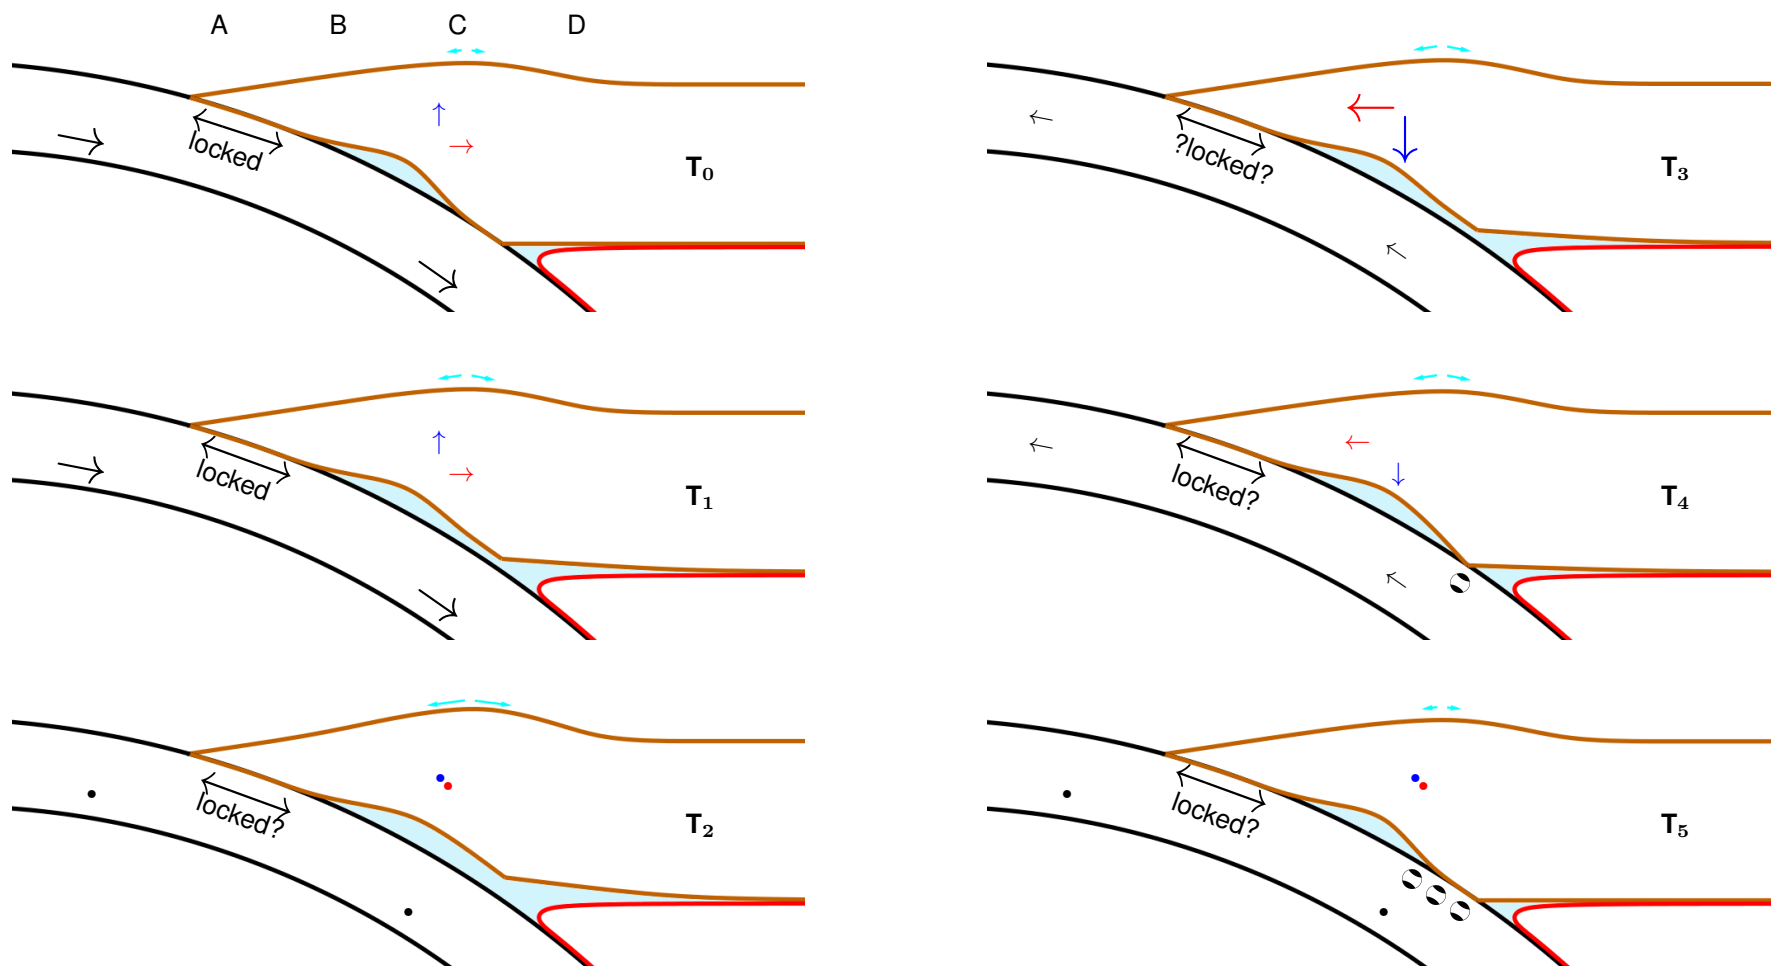 A B C D
locked
T0
?locked?
T3
locked
T1
locked?
T4
locked?
T2
locked?
T5